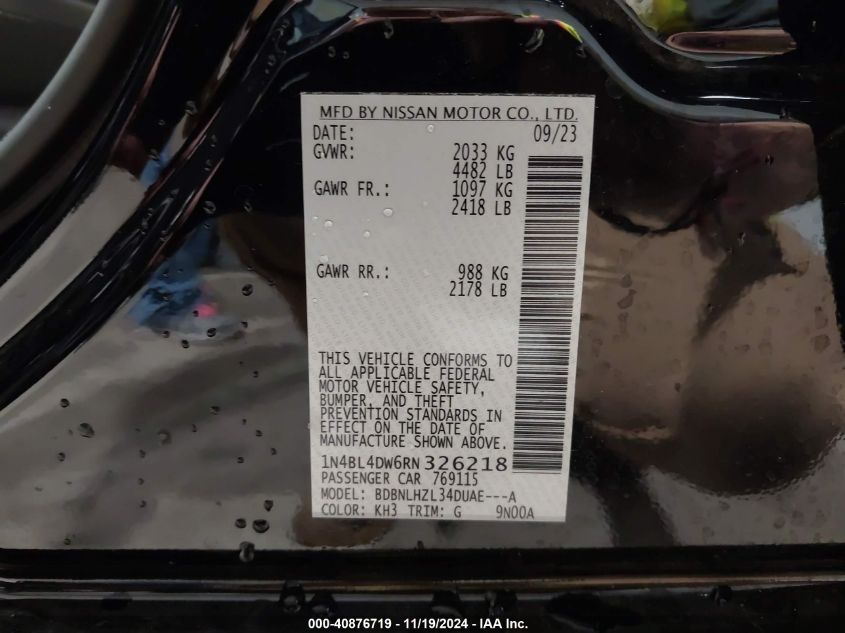 MFD BY NISSAN MOTOR CO., LTD.
DATE: 09/23
GVWR: 2033 KG
4482 LB
GAWR FR.: 1097 KG
2418 LB
GAWR RR.: 988 KG
2178 LB
THIS VEHICLE CONFORMS TO
ALL APPLICABLE FEDERAL
MOTOR VEHICLE SAFETY,
BUMPER, AND THEFT
PREVENTION STANDARDS IN
EFFECT ON THE DATE OF
MANUFACTURE SHOWN ABOVE.
1N4BL4DW6RN326218
PASSENGER CAR 769115
MODEL: BDBNLHZL34DUAE---A
COLOR: KH3 TRIM: G 9N00A
000-40876719 - 11/19/2024 - IAA Inc.